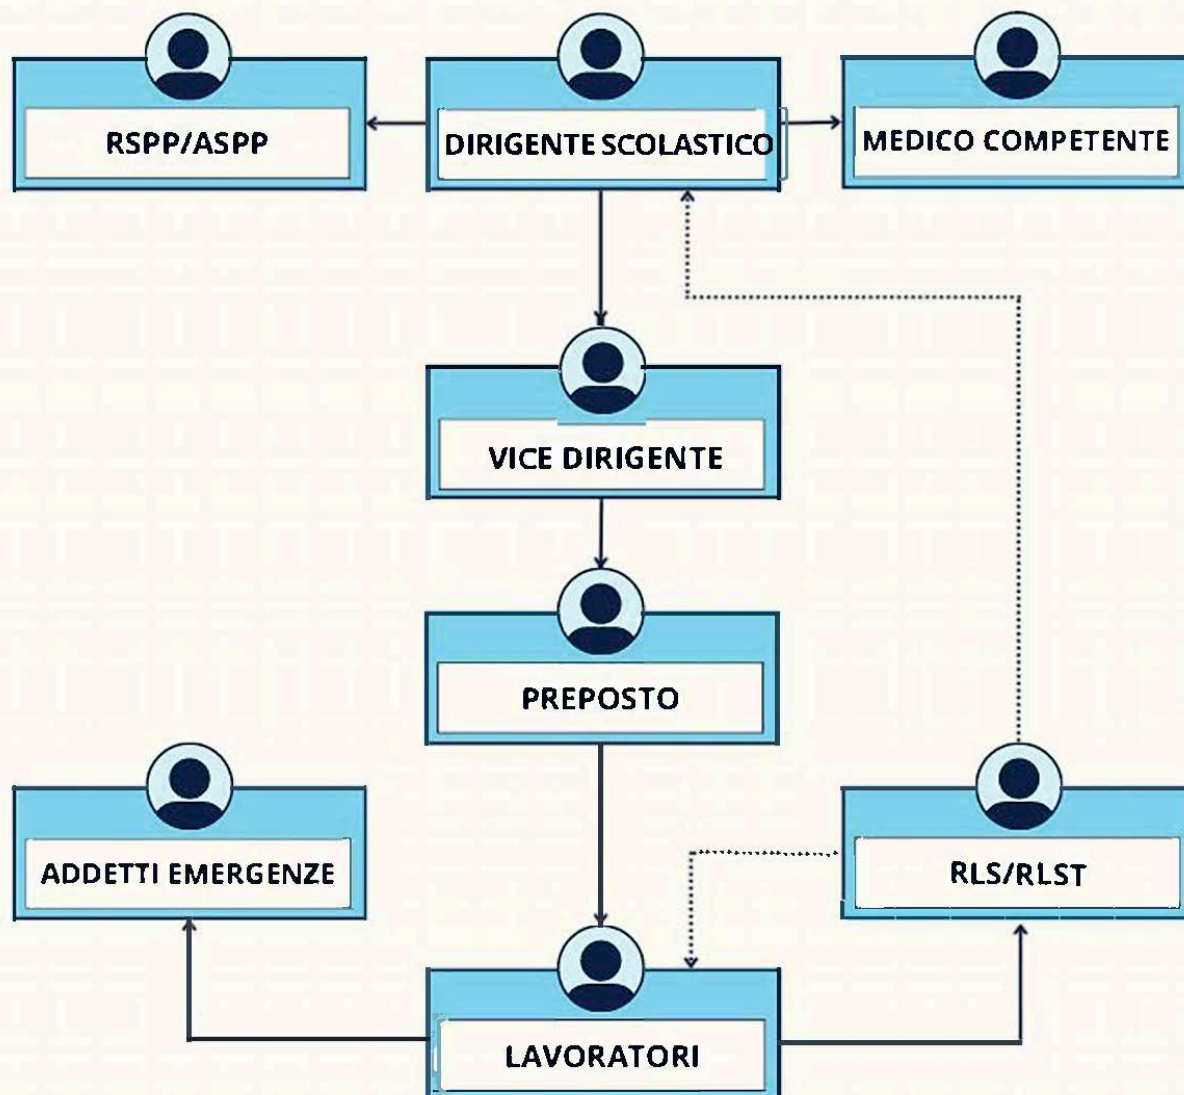 RSPP/ASPP
DIRIGENTE SCOLASTICO
MEDICO COMPETENTE
VICE DIRIGENTE
PREPOSTO
ADDETTI EMERGENZE
RLS/RLST
LAVORATORI